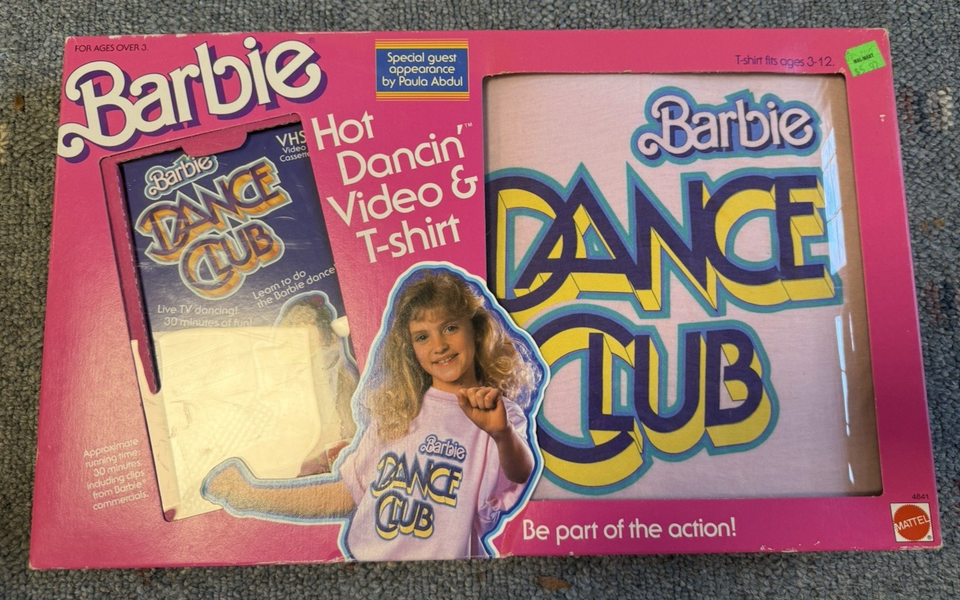 FOR AGES OVER 3.
Barbie®
Special guest
appearance
by Paula Abdul
T-shirt fits ages 3-12.
WAL-MART
Hot
Dancin'™
Video &
T-shirt
VHS
Video
Cassette
Barbie
DANCE
CLUB
Learn to do
the Barbie dance
Live TV dancing!
30 minutes of fun!
Barbie
DANCE
CLUB
Approximate
running time:
30 minutes.
including clips
from Barbie®
commercials.
Barbie
DANCE
CLUB
Be part of the action!
4841
MATTEL